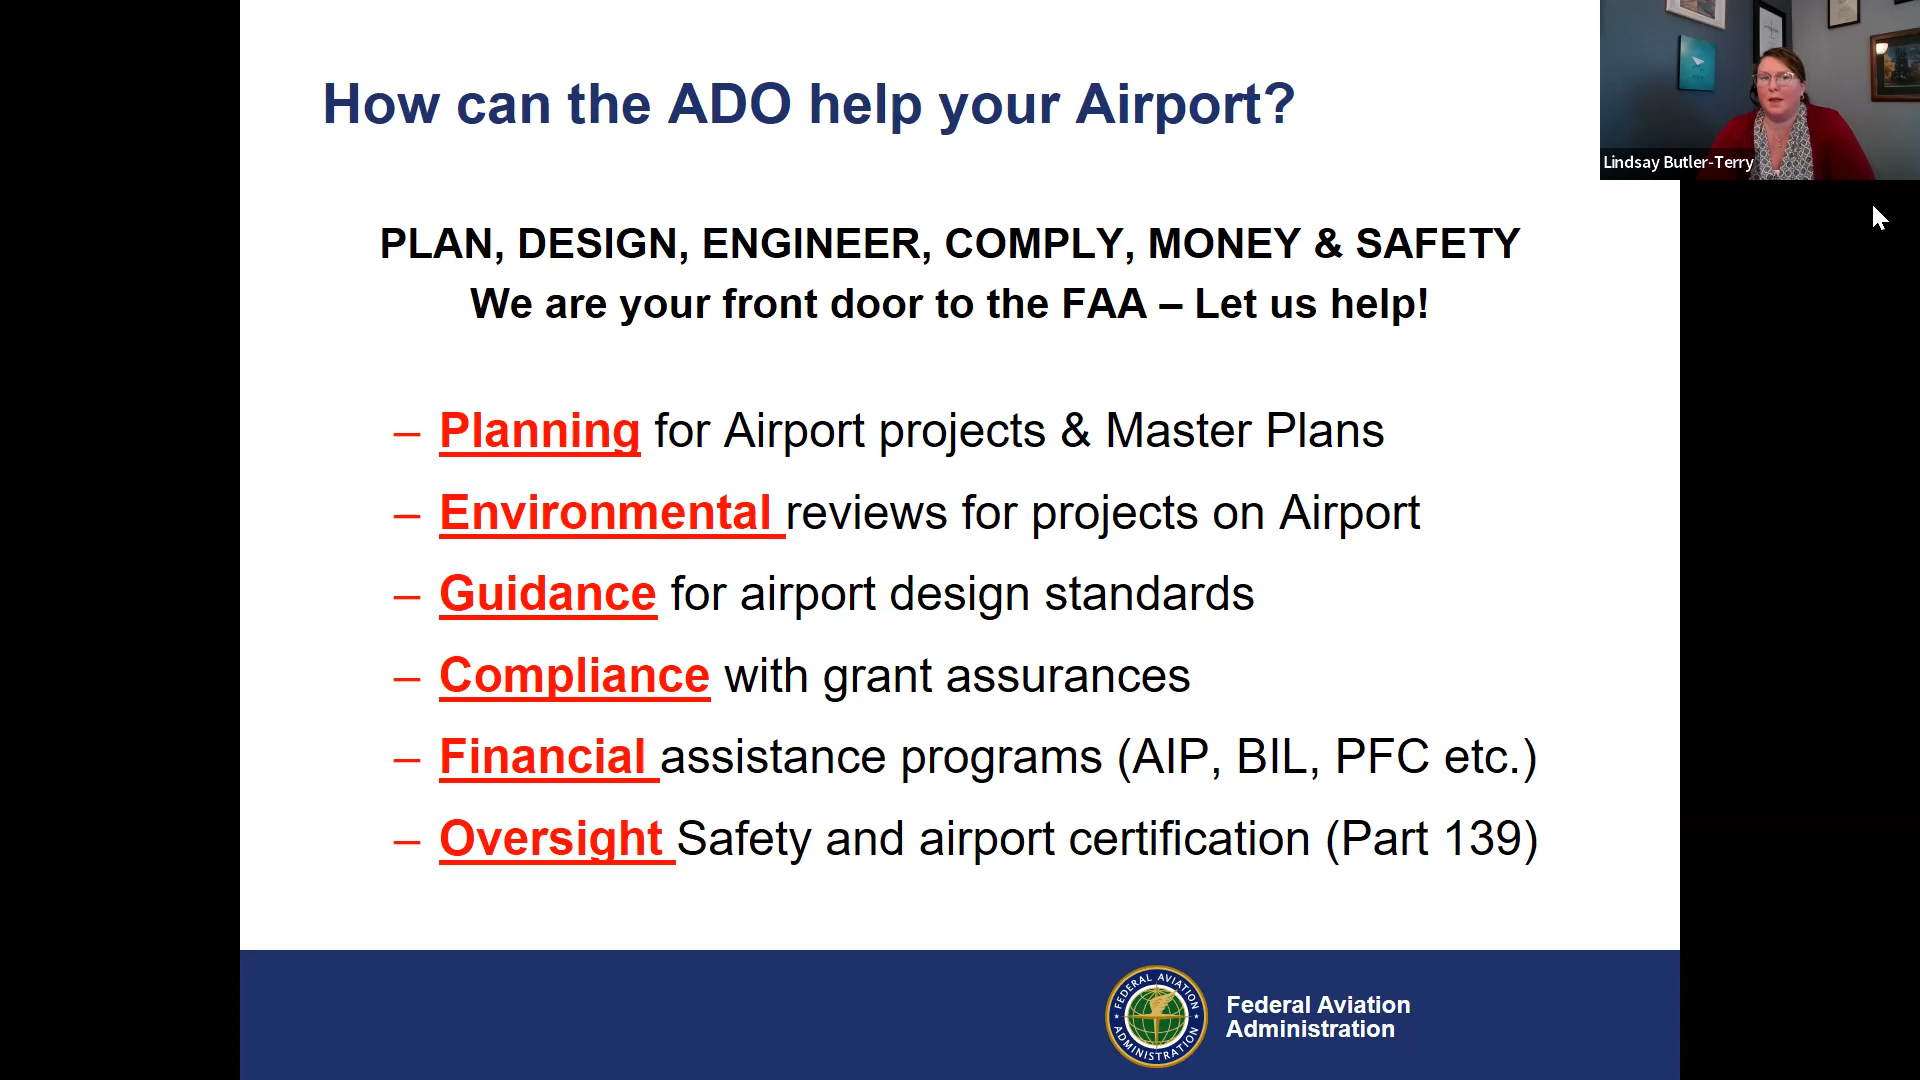 How can the ADO help your Airport?
Lindsay Butler-Terry
PLAN, DESIGN, ENGINEER, COMPLY, MONEY & SAFETY
We are your front door to the FAA – Let us help!
– Planning for Airport projects & Master Plans
– Environmental reviews for projects on Airport
– Guidance for airport design standards
– Compliance with grant assurances
– Financial assistance programs (AIP, BIL, PFC etc.)
– Oversight Safety and airport certification (Part 139)
FEDERAL AVIATION
ADMINISTRATION
Federal Aviation
Administration